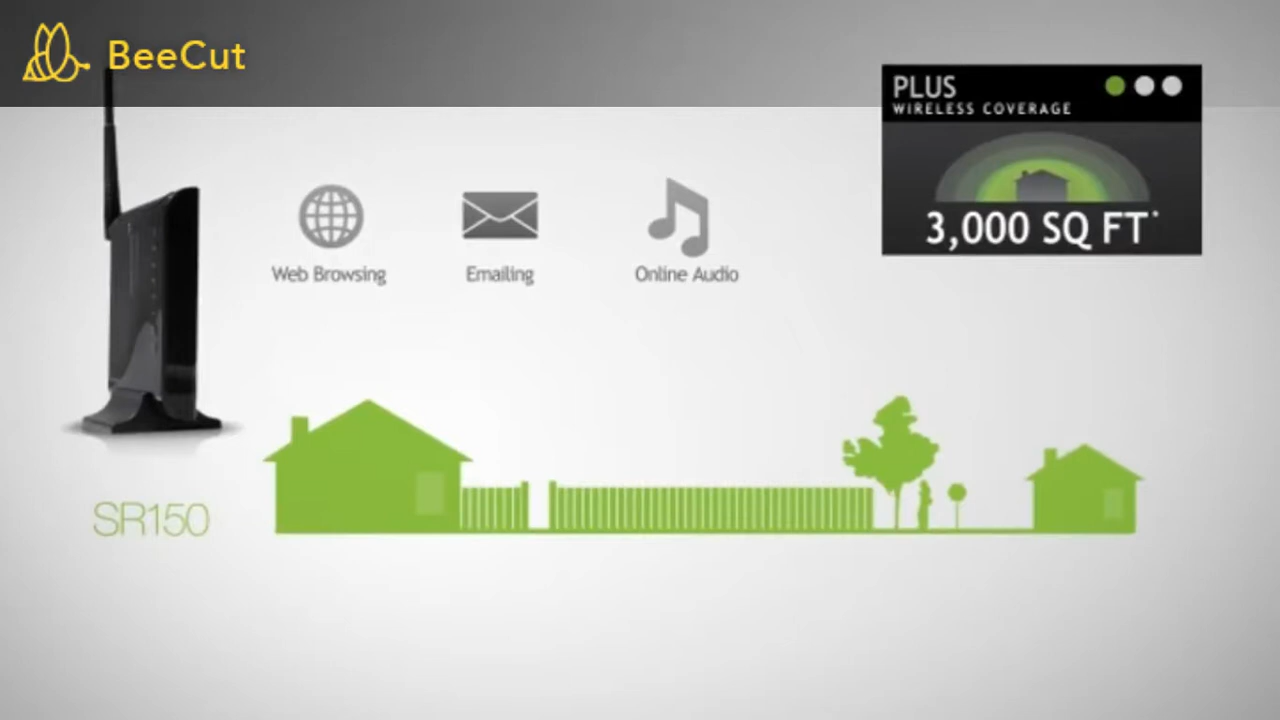 BeeCut
PLUS
WIRELESS COVERAGE
3,000 SQ FT*
Web Browsing
Emailing
Online Audio
SR150